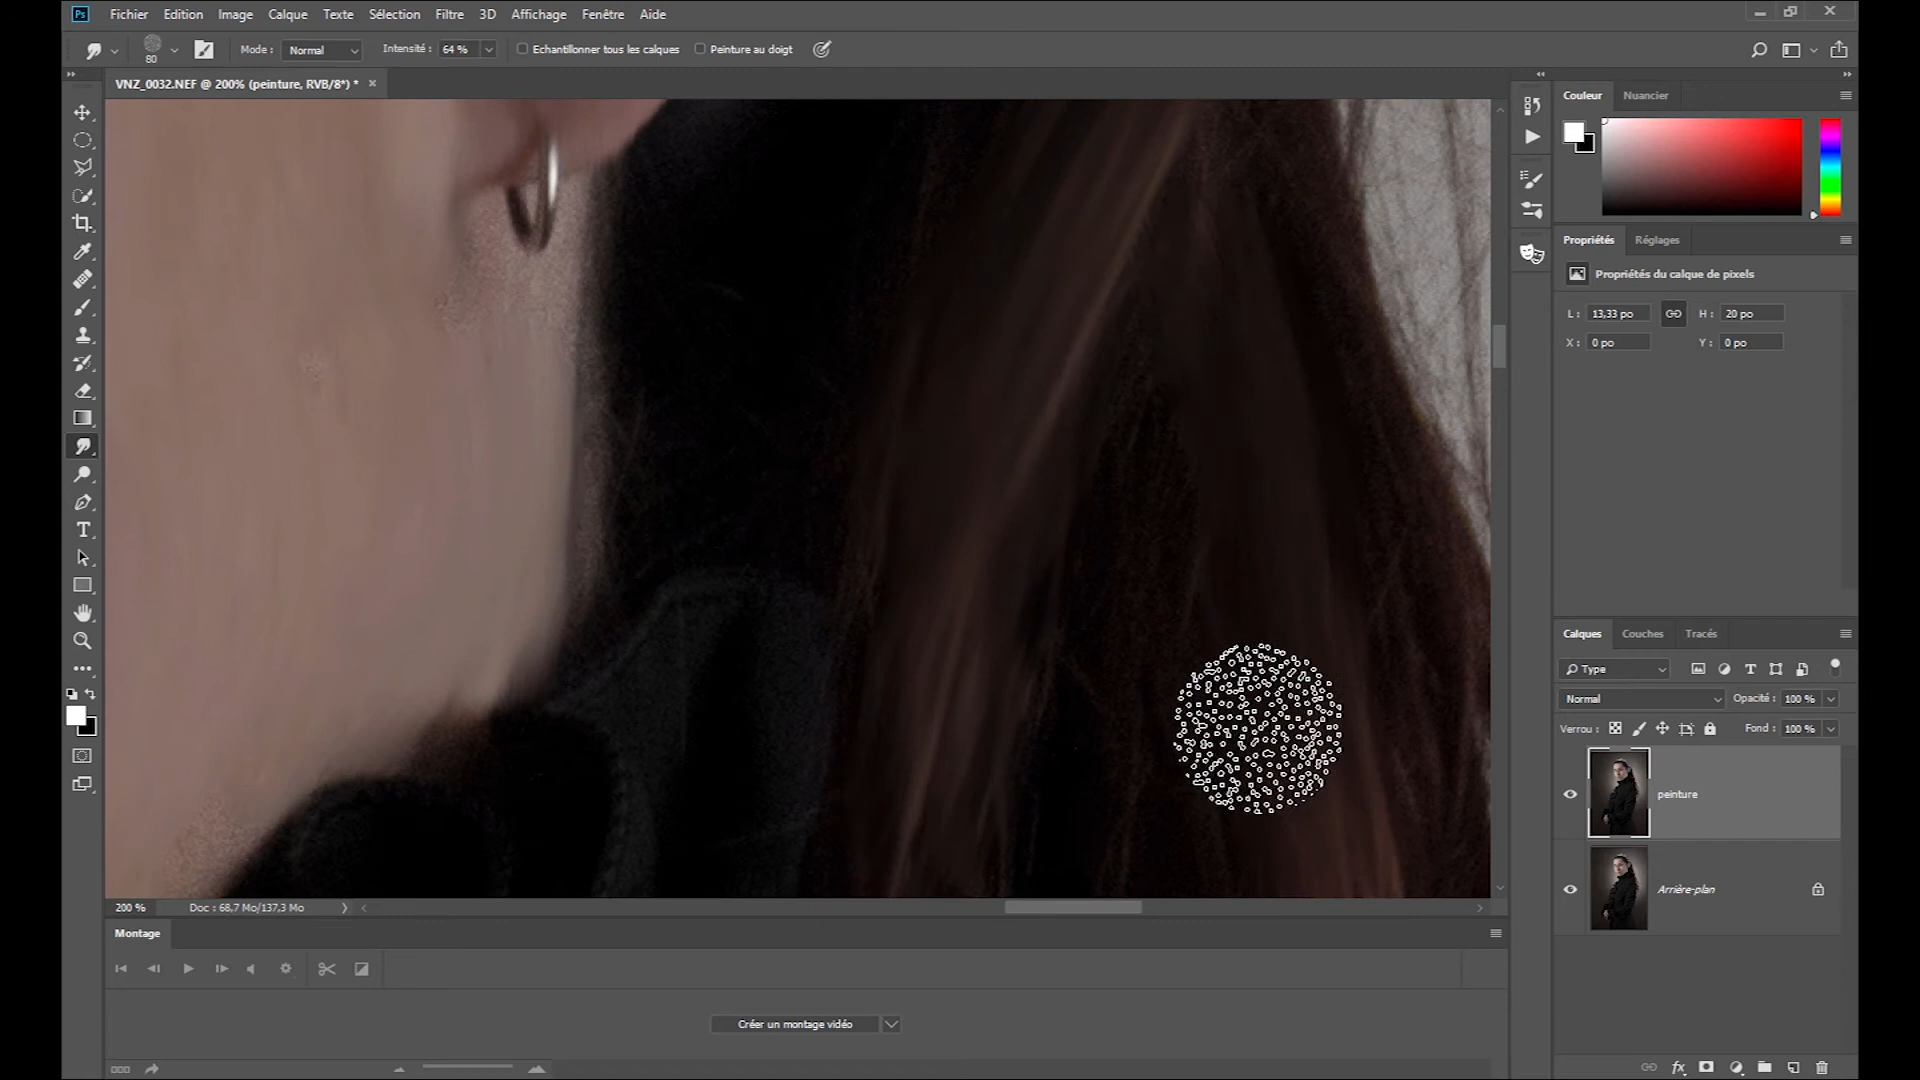 Ps Fichier Edition Image Calque Texte Sélection Filtre 3D Affichage Fenêtre Aide
80 Mode : Normal Intensité : 64 % Echantillonner tous les calques Peinture au doigt
VNZ_0032.NEF @ 200% (peinture, RVB/8*) * ×
Couleur Nuancier
Propriétés Réglages
Propriétés du calque de pixels
L : 13,33 po H : 20 po
X : 0 po Y : 0 po
Calques Couches Tracés
Type
Normal Opacité : 100 %
Verrou : Fond : 100 %
peinture
Arrière-plan
200 % Doc : 68,7 Mo/137,3 Mo
Montage
Créer un montage vidéo
fx